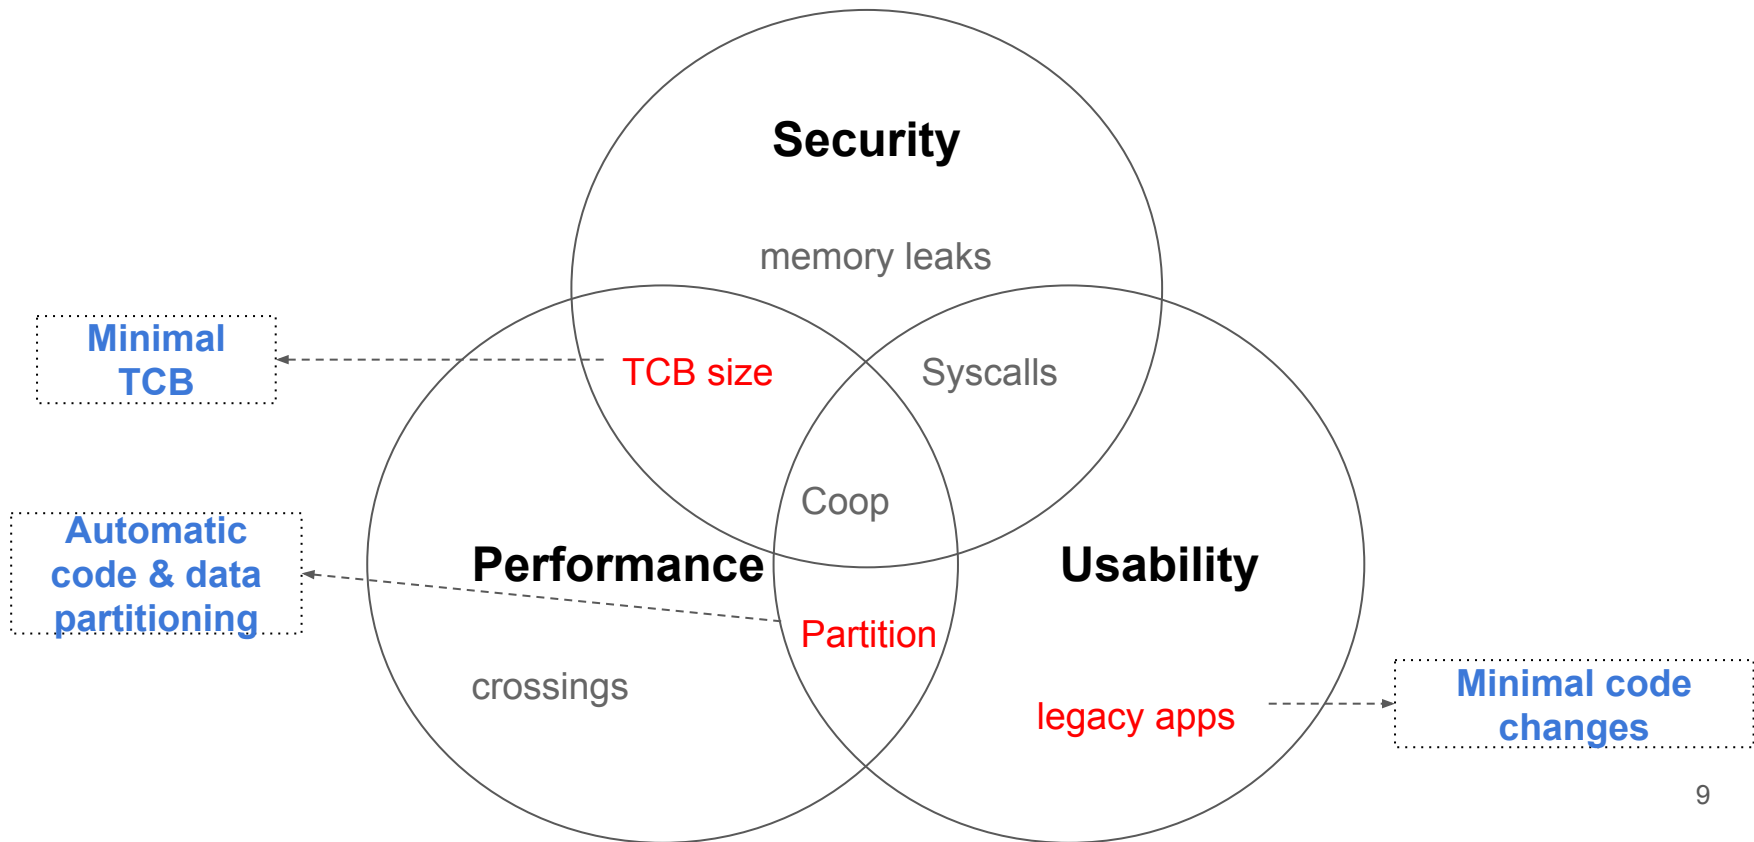 Security
memory leaks
Minimal
TCB
TCB size
Syscalls
Coop
Automatic
code & data
partitioning
Performance
Usability
Partition
crossings
legacy apps
Minimal code
changes
9